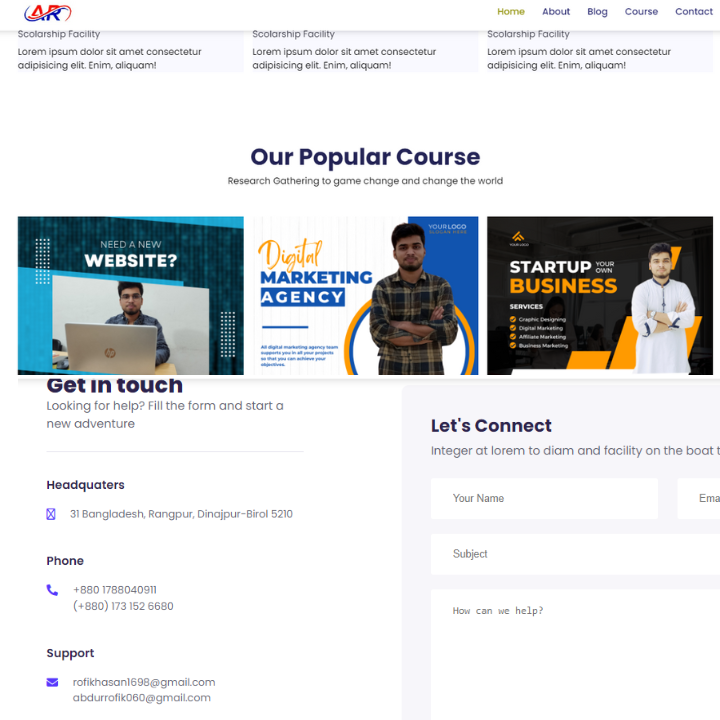 AR
Home About Blog Course Contact
Scolarship Facility Scolarship Facility Scolarship Facility
Lorem ipsum dolor sit amet consectetur Lorem ipsum dolor sit amet consectetur Lorem ipsum dolor sit amet consectetur
adipisicing elit. Enim, aliquam! adipisicing elit. Enim, aliquam! adipisicing elit. Enim, aliquam!
Our Popular Course
Research Gathering to game change and change the world
NEED A NEW
WEBSITE?
hp
YOUR LOGO
SLOGAN HERE
Digital
MARKETING
AGENCY
All digital marketing agency team
supports you in all your projects
so that you can achieve your
objectives.
YOUR LOGO
STARTUP YOUR OWN
BUSINESS
SERVICES
Graphic Designing
Digital Marketing
Affiliate Marketing
Business Marketing
Get in touch
Looking for help? Fill the form and start a
new adventure
Headquaters
31 Bangladesh, Rangpur, Dinajpur-Birol 5210
Phone
+880 1788040911
(+880) 173 152 6680
Support
rofikhasan1698@gmail.com
abdurrofik060@gmail.com
Let's Connect
Integer at lorem to diam and facility on the boat t
Your Name Ema
Subject
How can we help?